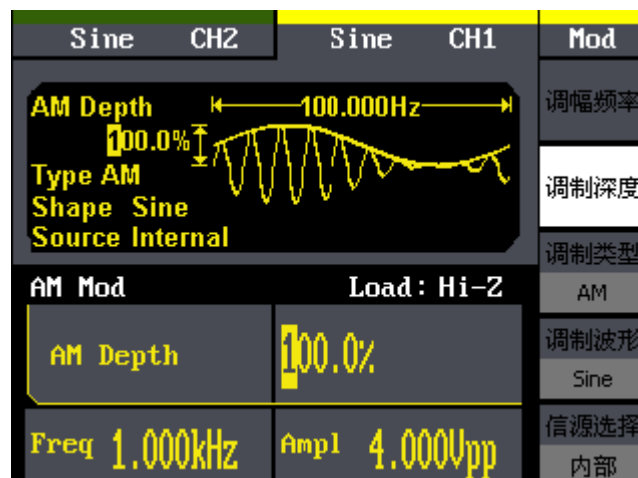 Sine CH2 Sine CH1 Mod
AM Depth 100.000Hz
100.0%
Type AM
Shape Sine
Source Internal
调幅频率
调制深度
调制类型
AM
调制波形
Sine
信源选择
内部
AM Mod Load: Hi-Z
AM Depth 100.0%
Freq 1.000kHz Ampl 4.000Vpp